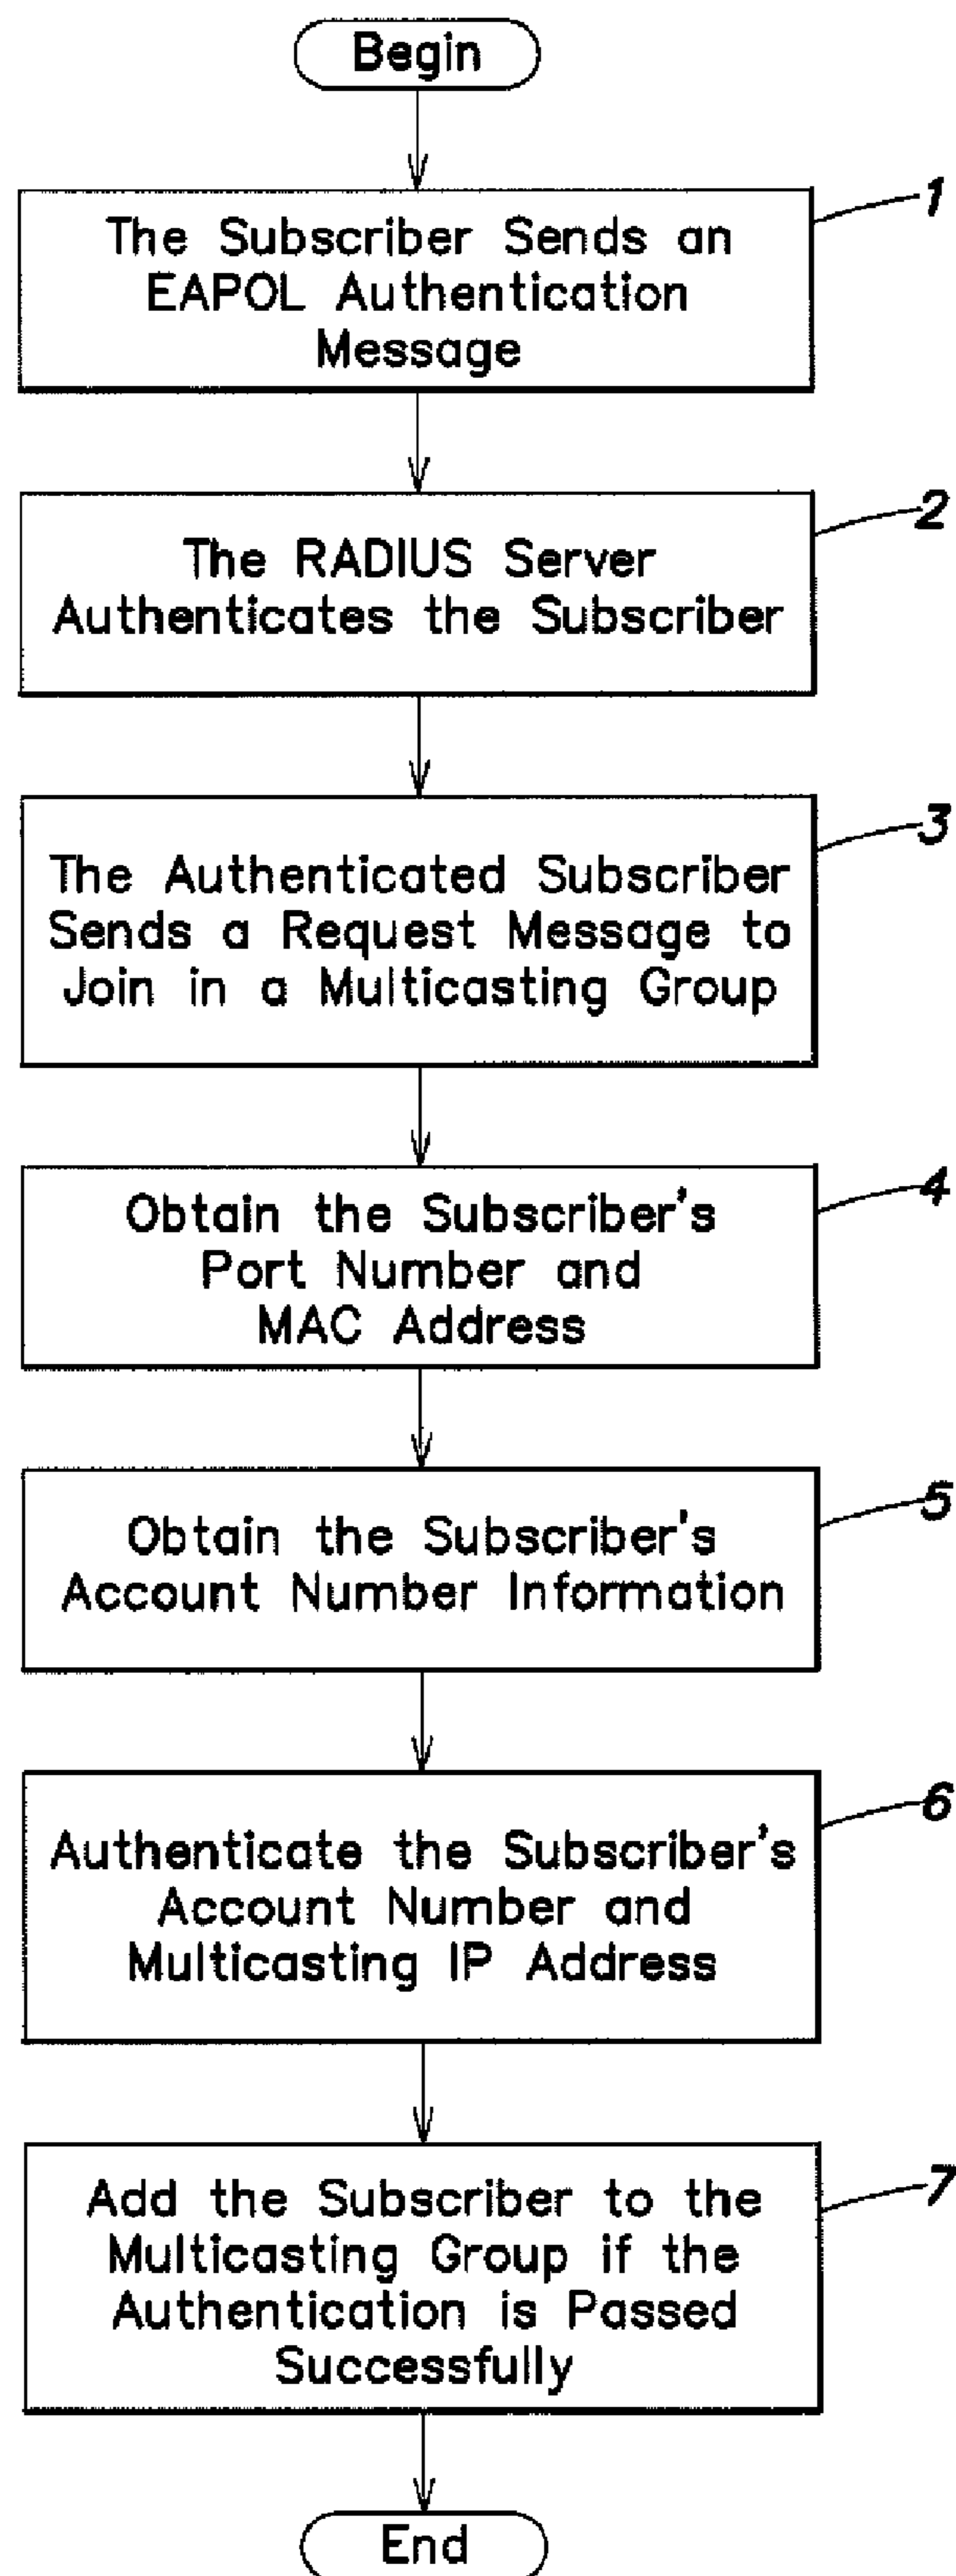 Begin
1
The Subscriber Sends an
EAPOL Authentication
Message
2
The RADIUS Server
Authenticates the Subscriber
3
The Authenticated Subscriber
Sends a Request Message to
Join in a Multicasting Group
4
Obtain the Subscriber's
Port Number and
MAC Address
5
Obtain the Subscriber's
Account Number Information
6
Authenticate the Subscriber's
Account Number and
Multicasting IP Address
7
Add the Subscriber to the
Multicasting Group if the
Authentication is Passed
Successfully
End